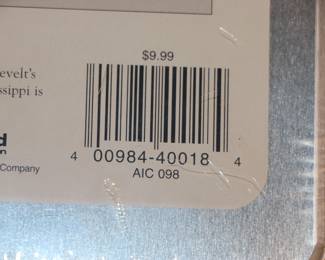 $9.99
evelt's
ssippi is
d
n
Company
4 00984-40018 4
AIC 098